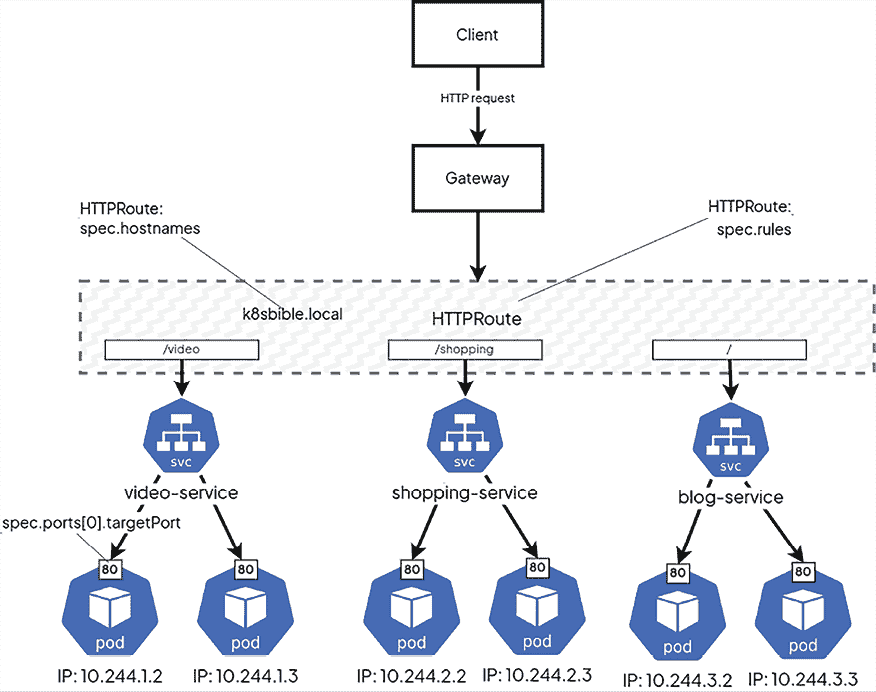 Client
HTTP request
Gateway
HTTPRoute:
spec.hostnames
HTTPRoute:
spec.rules
k8sbible.local
HTTPRoute
/video
/shopping
/
svc
svc
svc
video-service
shopping-service
blog-service
spec.ports[0].targetPort
80
80
80
80
80
80
pod
pod
pod
pod
pod
pod
IP: 10.244.1.2
IP: 10.244.1.3
IP: 10.244.2.2
IP: 10.244.2.3
IP: 10.244.3.2
IP: 10.244.3.3